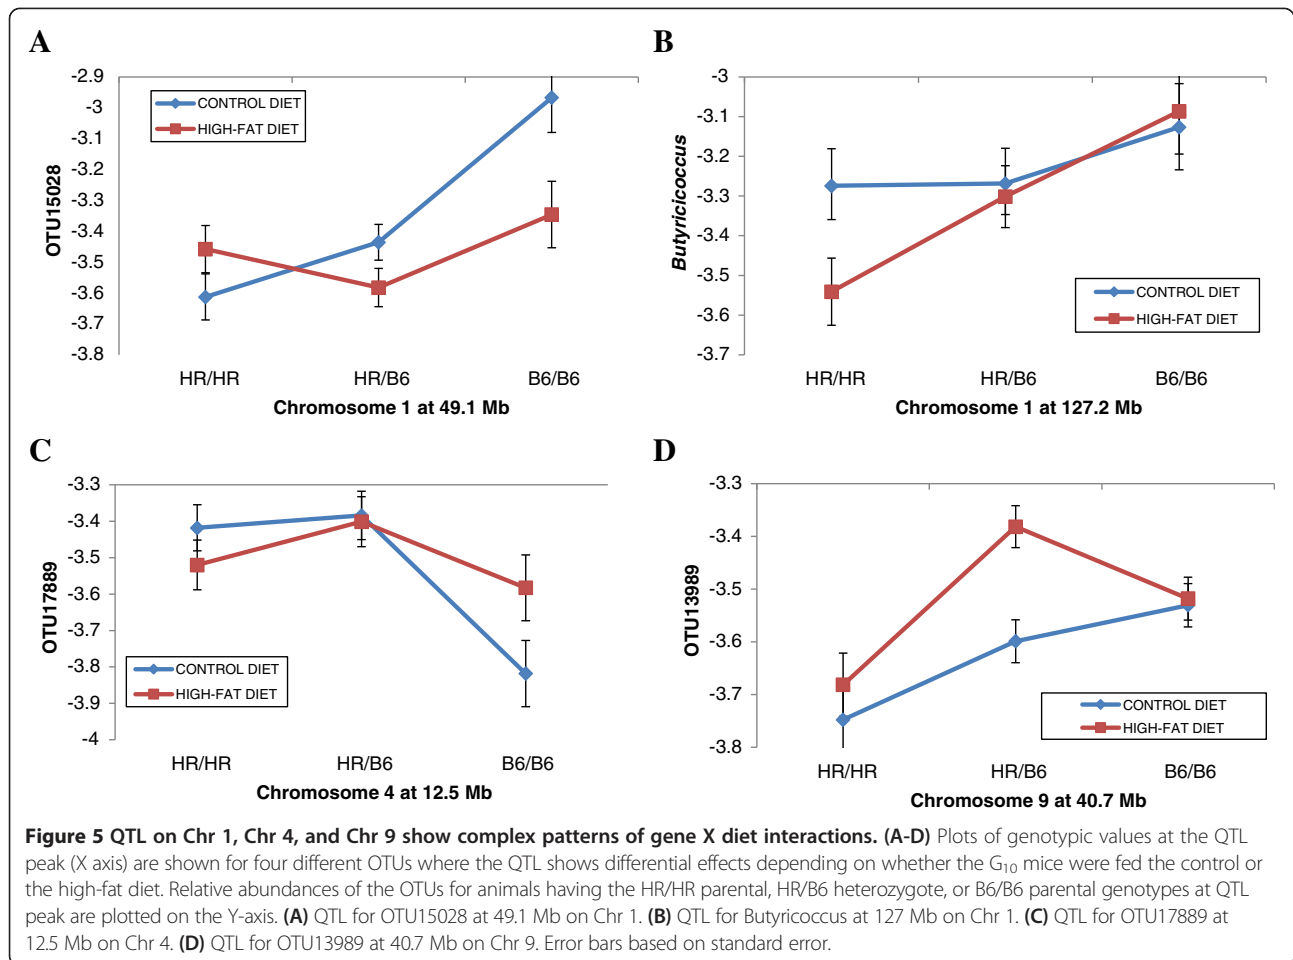 A
-2.9
-3
-3.1
-3.2
-3.3
-3.4
-3.5
-3.6
-3.7
-3.8
OTU15028
CONTROL DIET
HIGH-FAT DIET
HR/HR HR/B6 B6/B6
Chromosome 1 at 49.1 Mb
B
-3
-3.1
-3.2
-3.3
-3.4
-3.5
-3.6
-3.7
Butyricicoccus
CONTROL DIET
HIGH-FAT DIET
HR/HR HR/B6 B6/B6
Chromosome 1 at 127.2 Mb
C
-3.3
-3.4
-3.5
-3.6
-3.7
-3.8
-3.9
-4
OTU17889
CONTROL DIET
HIGH-FAT DIET
HR/HR HR/B6 B6/B6
Chromosome 4 at 12.5 Mb
D
-3.3
-3.4
-3.5
-3.6
-3.7
-3.8
OTU13989
CONTROL DIET
HIGH-FAT DIET
HR/HR HR/B6 B6/B6
Chromosome 9 at 40.7 Mb
Figure 5 QTL on Chr 1, Chr 4, and Chr 9 show complex patterns of gene X diet interactions. (A-D) Plots of genotypic values at the QTL
peak (X axis) are shown for four different OTUs where the QTL shows differential effects depending on whether the G10 mice were fed the control or
the high-fat diet. Relative abundances of the OTUs for animals having the HR/HR parental, HR/B6 heterozygote, or B6/B6 parental genotypes at QTL
peak are plotted on the Y-axis. (A) QTL for OTU15028 at 49.1 Mb on Chr 1. (B) QTL for Butyricoccus at 127 Mb on Chr 1. (C) QTL for OTU17889 at
12.5 Mb on Chr 4. (D) QTL for OTU13989 at 40.7 Mb on Chr 9. Error bars based on standard error.